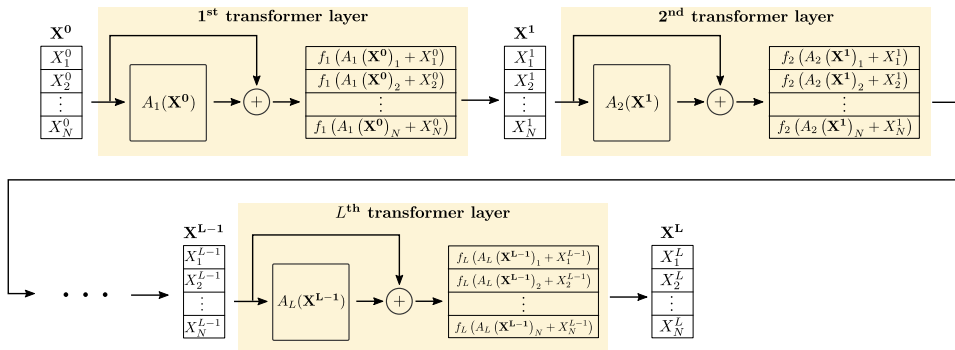 1st transformer layer
2nd transformer layer
X⁰
X₁⁰
X₂⁰
⋮
X_N⁰
A₁(X⁰)
+
f₁(A₁(X⁰)₁ + X₁⁰)
f₁(A₁(X⁰)₂ + X₂⁰)
⋮
f₁(A₁(X⁰)_N + X_N⁰)
X¹
X₁¹
X₂¹
⋮
X_N¹
A₂(X¹)
+
f₂(A₂(X¹)₁ + X₁¹)
f₂(A₂(X¹)₂ + X₂¹)
⋮
f₂(A₂(X¹)_N + X_N¹)
Lth transformer layer
· · ·
X^{L−1}
X₁^{L−1}
X₂^{L−1}
⋮
X_N^{L−1}
A_L(X^{L−1})
+
f_L(A_L(X^{L−1})₁ + X₁^{L−1})
f_L(A_L(X^{L−1})₂ + X₂^{L−1})
⋮
f_L(A_L(X^{L−1})_N + X_N^{L−1})
X^L
X₁^L
X₂^L
⋮
X_N^L